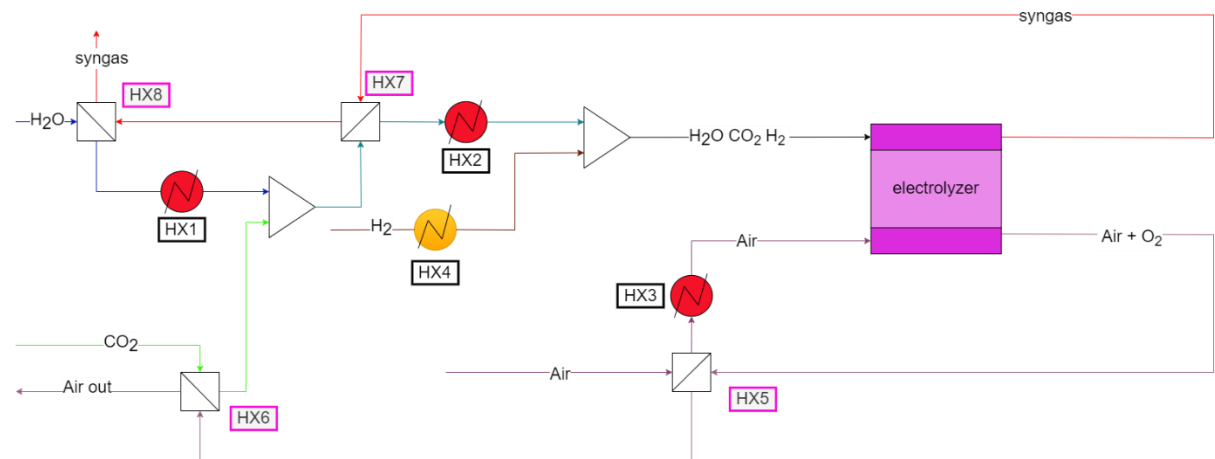 syngas
syngas
HX8
HX7
H₂O
HX2
H₂O CO₂ H₂
electrolyzer
HX1
H₂
HX4
Air
Air + O₂
HX3
CO₂
Air out
HX6
Air
HX5